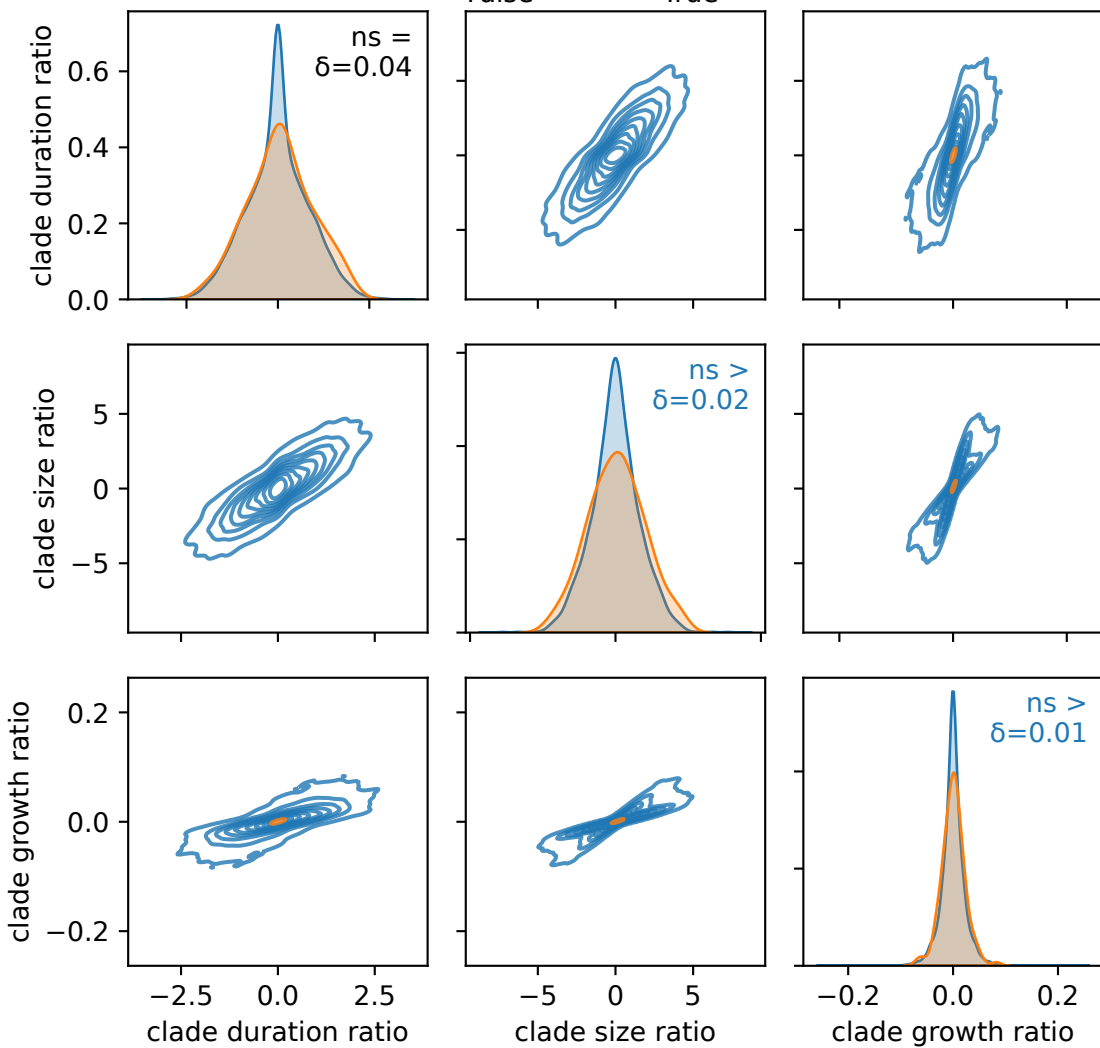 clade duration ratio
0.6
0.4
0.2
0.0
ns =
δ=0.04
clade size ratio
5
0
−5
ns >
δ=0.02
clade growth ratio
0.2
0.0
−0.2
ns >
δ=0.01
−2.5 0.0 2.5
−5 0 5
−0.2 0.0 0.2
clade duration ratio
clade size ratio
clade growth ratio